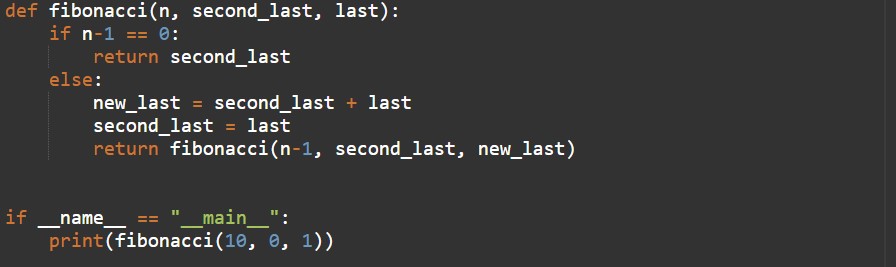 def fibonacci(n, second_last, last):
    if n-1 == 0:
        return second_last
    else:
        new_last = second_last + last
        second_last = last
        return fibonacci(n-1, second_last, new_last)
if __name__ == "__main__":
    print(fibonacci(10, 0, 1))